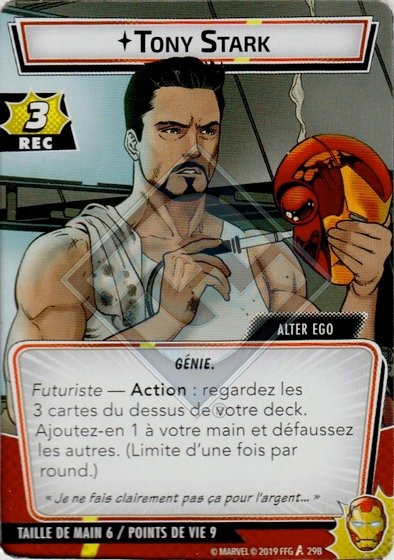 TONY STARK
3
REC
ALTER EGO
GÉNIE.
Futuriste — Action : regardez les
3 cartes du dessus de votre deck.
Ajoutez-en 1 à votre main et défaussez
les autres. (Limite d'une fois par
round.)
« Je ne fais clairement pas ça pour l'argent... »
TAILLE DE MAIN 6 / POINTS DE VIE 9
© MARVEL © 2019 FFG 29B